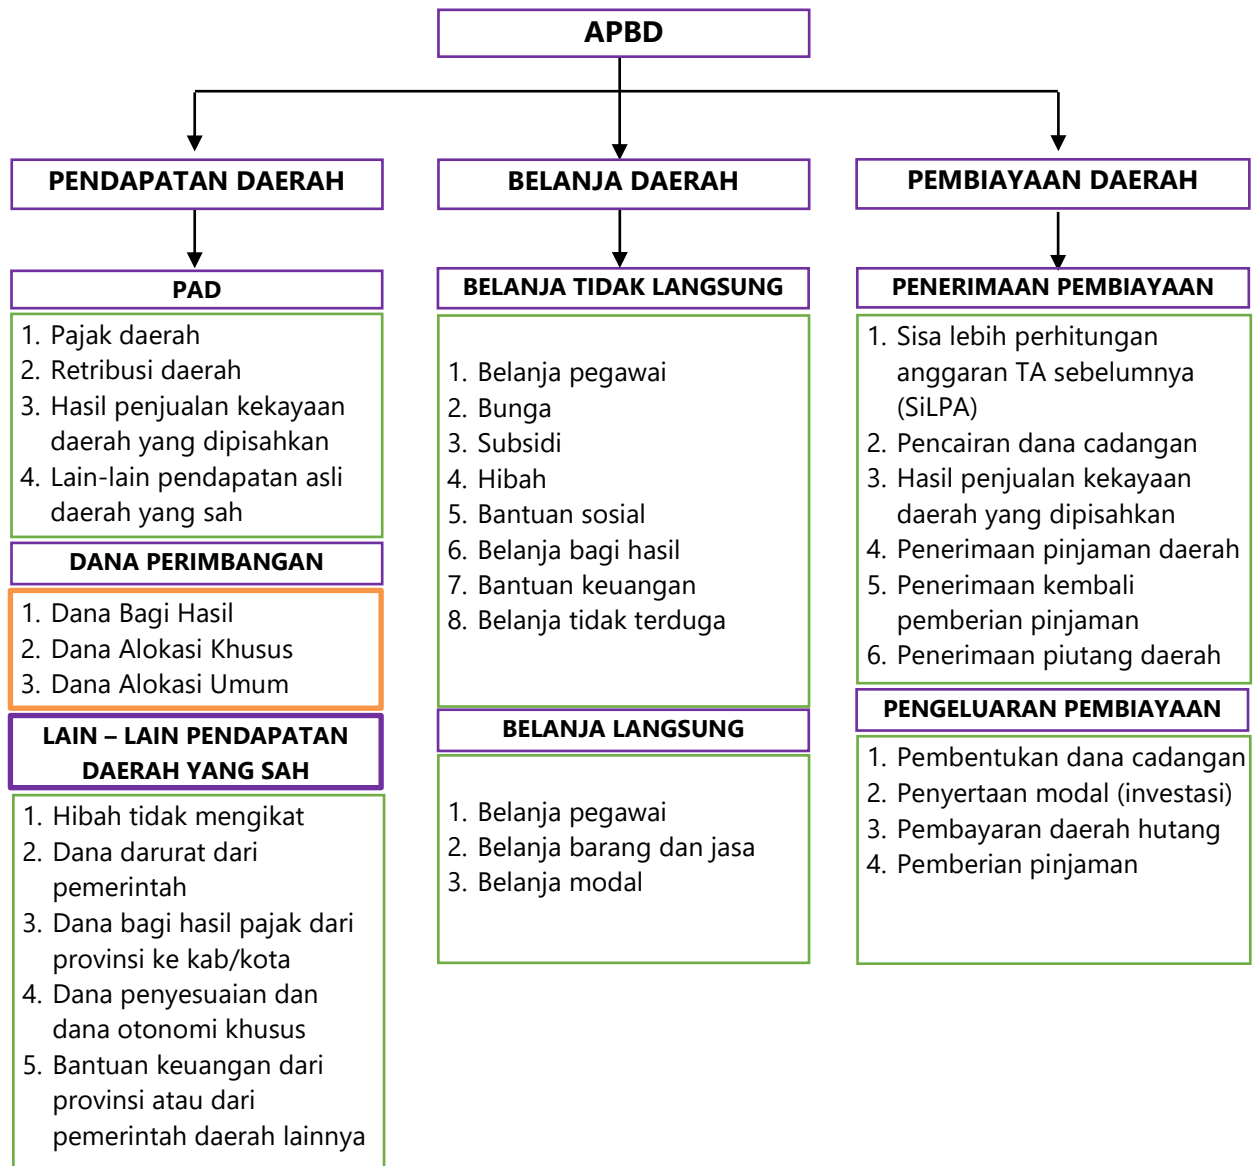 APBD
PENDAPATAN DAERAH
PAD
1. Pajak daerah
2. Retribusi daerah
3. Hasil penjualan kekayaan
daerah yang dipisahkan
4. Lain-lain pendapatan asli
daerah yang sah
DANA PERIMBANGAN
1. Dana Bagi Hasil
2. Dana Alokasi Khusus
3. Dana Alokasi Umum
LAIN – LAIN PENDAPATAN
DAERAH YANG SAH
1. Hibah tidak mengikat
2. Dana darurat dari
pemerintah
3. Dana bagi hasil pajak dari
provinsi ke kab/kota
4. Dana penyesuaian dan
dana otonomi khusus
5. Bantuan keuangan dari
provinsi atau dari
pemerintah daerah lainnya
BELANJA DAERAH
BELANJA TIDAK LANGSUNG
1. Belanja pegawai
2. Bunga
3. Subsidi
4. Hibah
5. Bantuan sosial
6. Belanja bagi hasil
7. Bantuan keuangan
8. Belanja tidak terduga
BELANJA LANGSUNG
1. Belanja pegawai
2. Belanja barang dan jasa
3. Belanja modal
PEMBIAYAAN DAERAH
PENERIMAAN PEMBIAYAAN
1. Sisa lebih perhitungan
anggaran TA sebelumnya
(SiLPA)
2. Pencairan dana cadangan
3. Hasil penjualan kekayaan
daerah yang dipisahkan
4. Penerimaan pinjaman daerah
5. Penerimaan kembali
pemberian pinjaman
6. Penerimaan piutang daerah
PENGELUARAN PEMBIAYAAN
1. Pembentukan dana cadangan
2. Penyertaan modal (investasi)
3. Pembayaran daerah hutang
4. Pemberian pinjaman